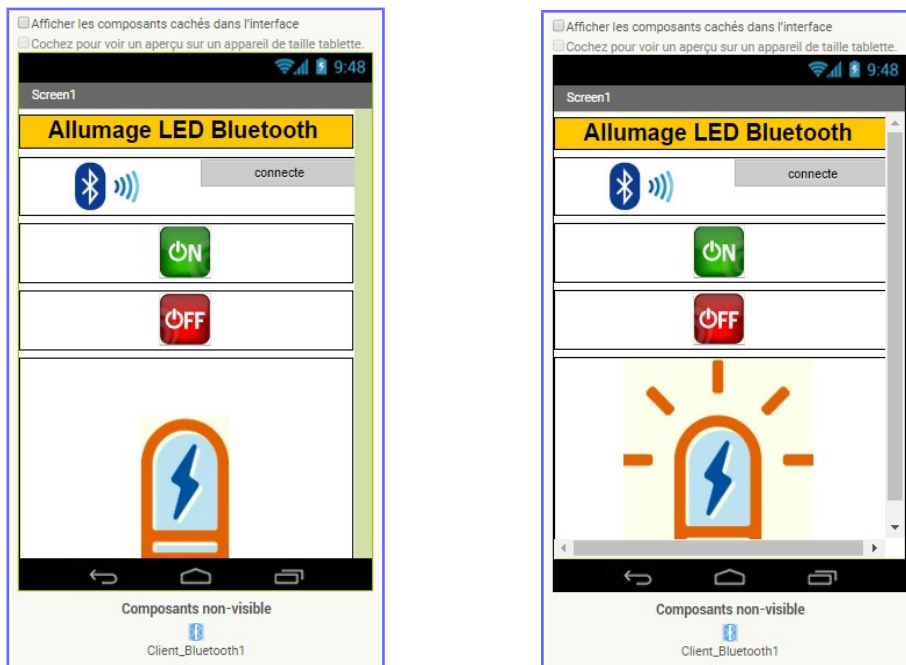 Afficher les composants cachés dans l'interface
Cochez pour voir un aperçu sur un appareil de taille tablette.
9:48
Screen1
Allumage LED Bluetooth
connecte
ON
OFF
Composants non-visible
Client_Bluetooth1
Afficher les composants cachés dans l'interface
Cochez pour voir un aperçu sur un appareil de taille tablette.
9:48
Screen1
Allumage LED Bluetooth
connecte
ON
OFF
Composants non-visible
Client_Bluetooth1